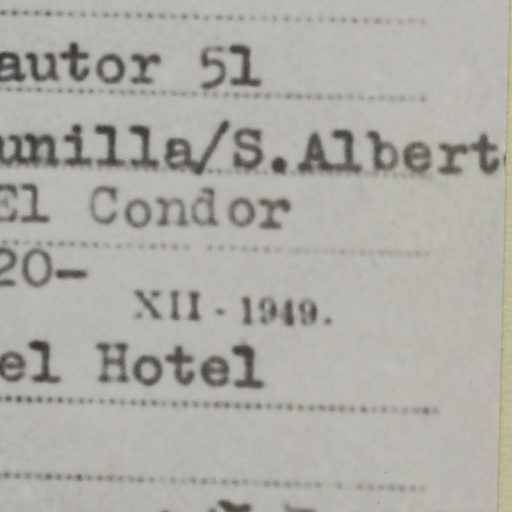 autor 51
unilla/S.Albert
El Condor
20-
XII-1949.
el Hotel